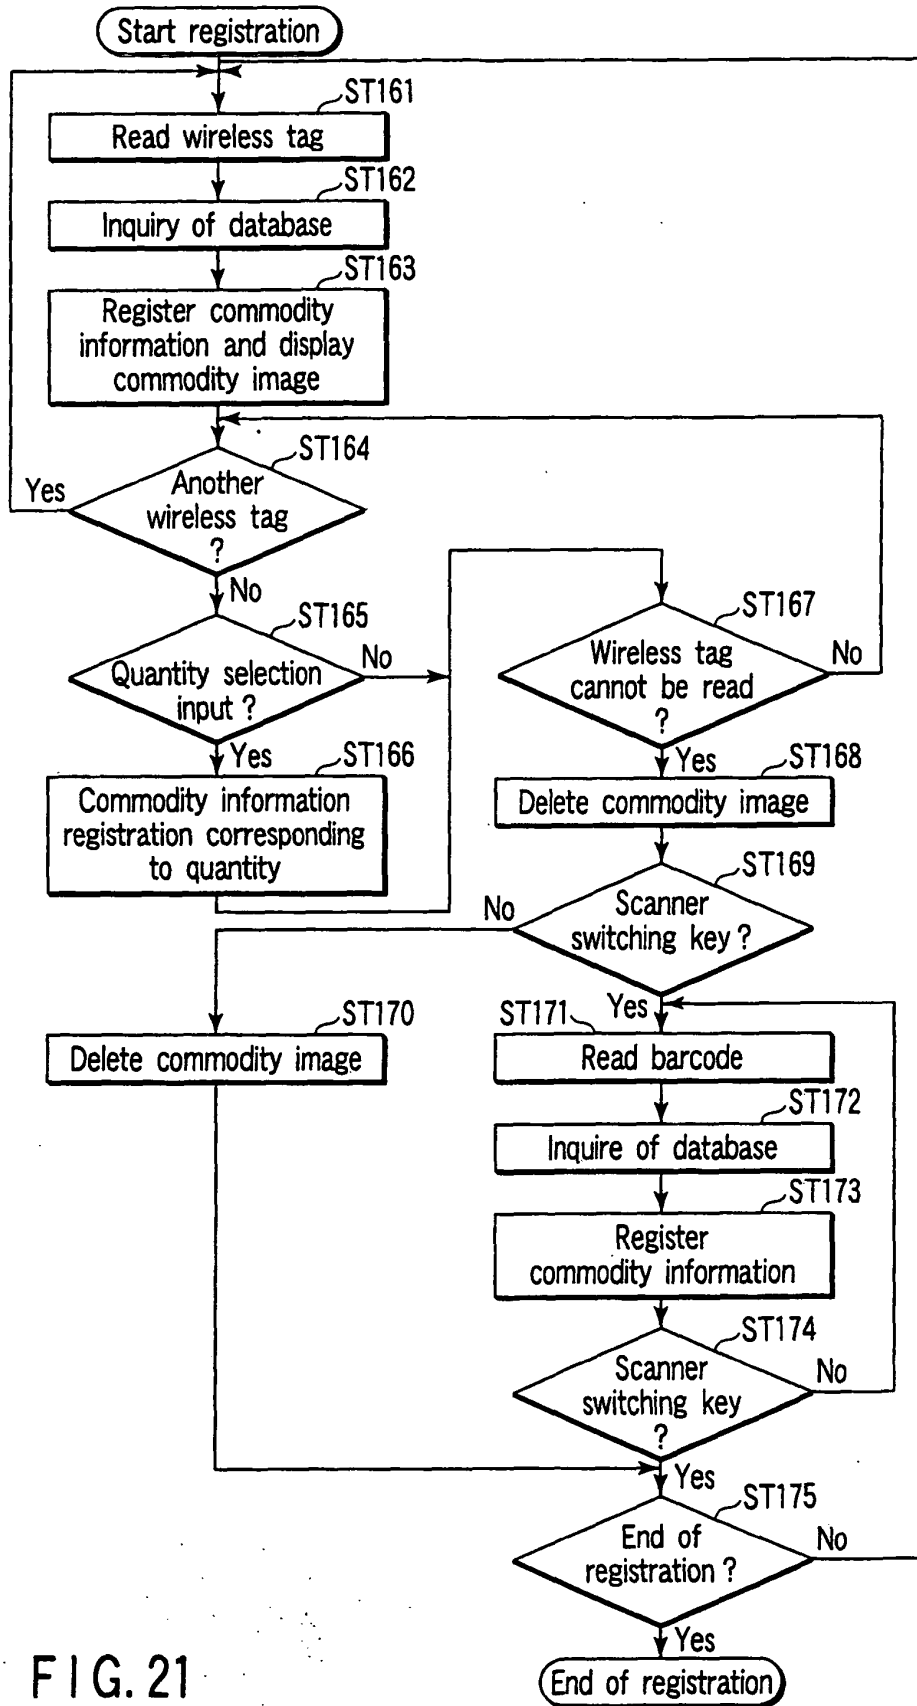 Start registration
ST161
Read wireless tag
ST162
Inquiry of database
ST163
Register commodity
information and display
commodity image
ST164
Yes
Another
wireless tag
?
No
ST165
Quantity selection
input ?
No
Yes
ST166
Commodity information
registration corresponding
to quantity
ST167
Wireless tag
cannot be read
?
No
Yes
ST168
Delete commodity image
ST169
No
Scanner
switching key ?
ST170
Delete commodity image
Yes
ST171
Read barcode
ST172
Inquire of database
ST173
Register
commodity information
ST174
Scanner
switching key
?
No
Yes
ST175
End of
registration ?
No
Yes
End of registration
FIG. 21